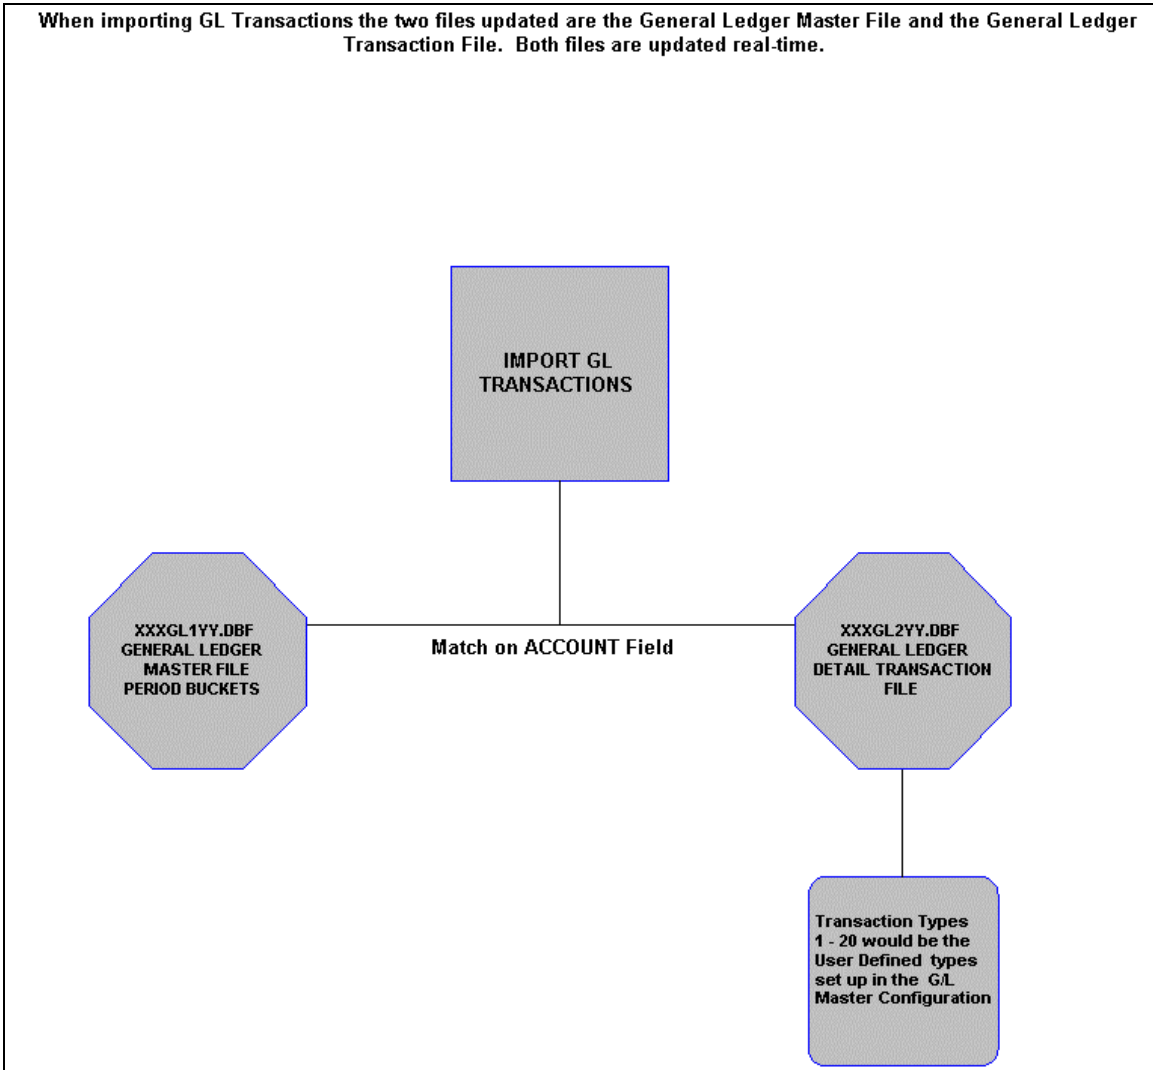 When importing GL Transactions the two files updated are the General Ledger Master File and the General Ledger
Transaction File.  Both files are updated real-time.
IMPORT GL
TRANSACTIONS
XXXGL1YY.DBF
GENERAL LEDGER
MASTER FILE
PERIOD BUCKETS
Match on ACCOUNT Field
XXXGL2YY.DBF
GENERAL LEDGER
DETAIL TRANSACTION
FILE
Transaction Types
1 - 20 would be the
User Defined  types
set up in the  G/L
Master Configuration